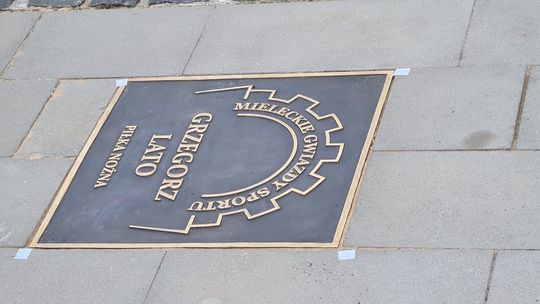 MIELECKIE GWIAZDY SPORTU
GRZEGORZ
LATO
PIŁKA NOŻNA